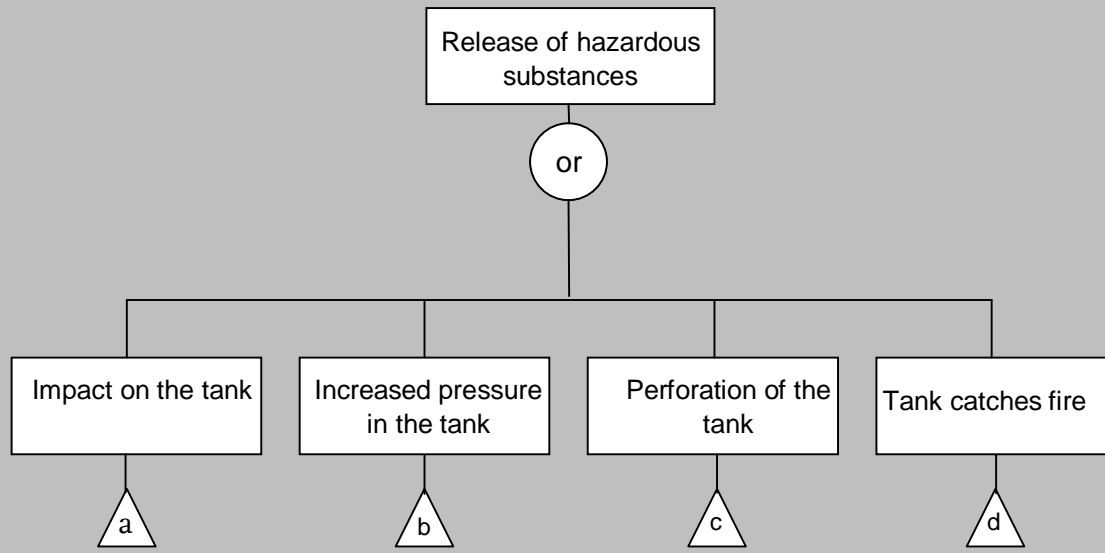 Release of hazardous
substances
or
Impact on the tank
Increased pressure
in the tank
Perforation of the
tank
Tank catches fire
a
b
c
d